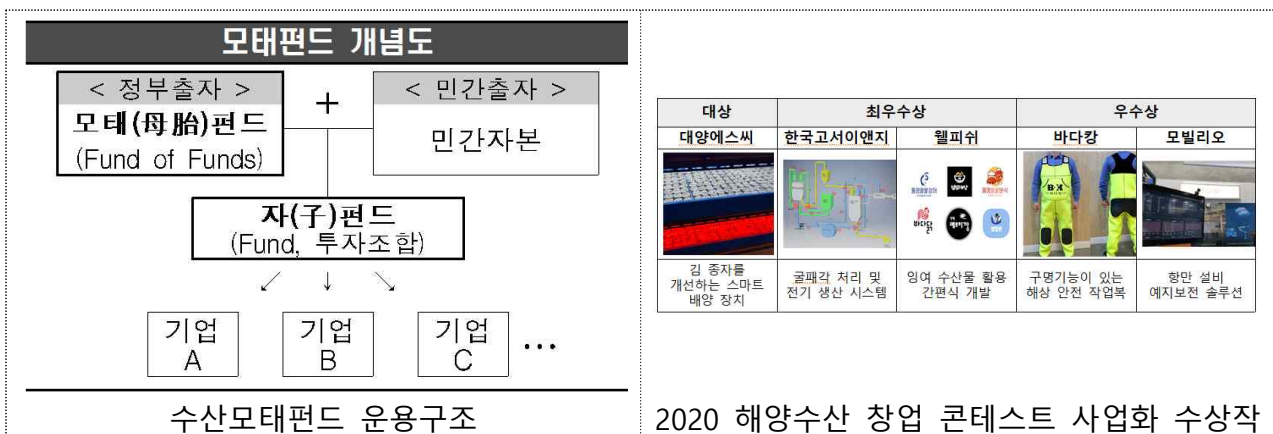 모태펀드 개념도
< 정부출자 >
모태(母胎)펀드
(Fund of Funds)
+
< 민간출자 >
민간자본
자(子)펀드
(Fund, 투자조합)
↙ ↓ ↘
기업
A
기업
B
기업
C
…
수산모태펀드 운용구조
대상
최우수상
우수상
대양에스씨
한국고서이앤지
웰피쉬
바다캉
모빌리오
바다닭
B K
김 종자를
개선하는 스마트
배양 장치
굴패각 처리 및
전기 생산 시스템
잉여 수산물 활용
간편식 개발
구명기능이 있는
해상 안전 작업복
항만 설비
예지보전 솔루션
2020 해양수산 창업 콘테스트 사업화 수상작